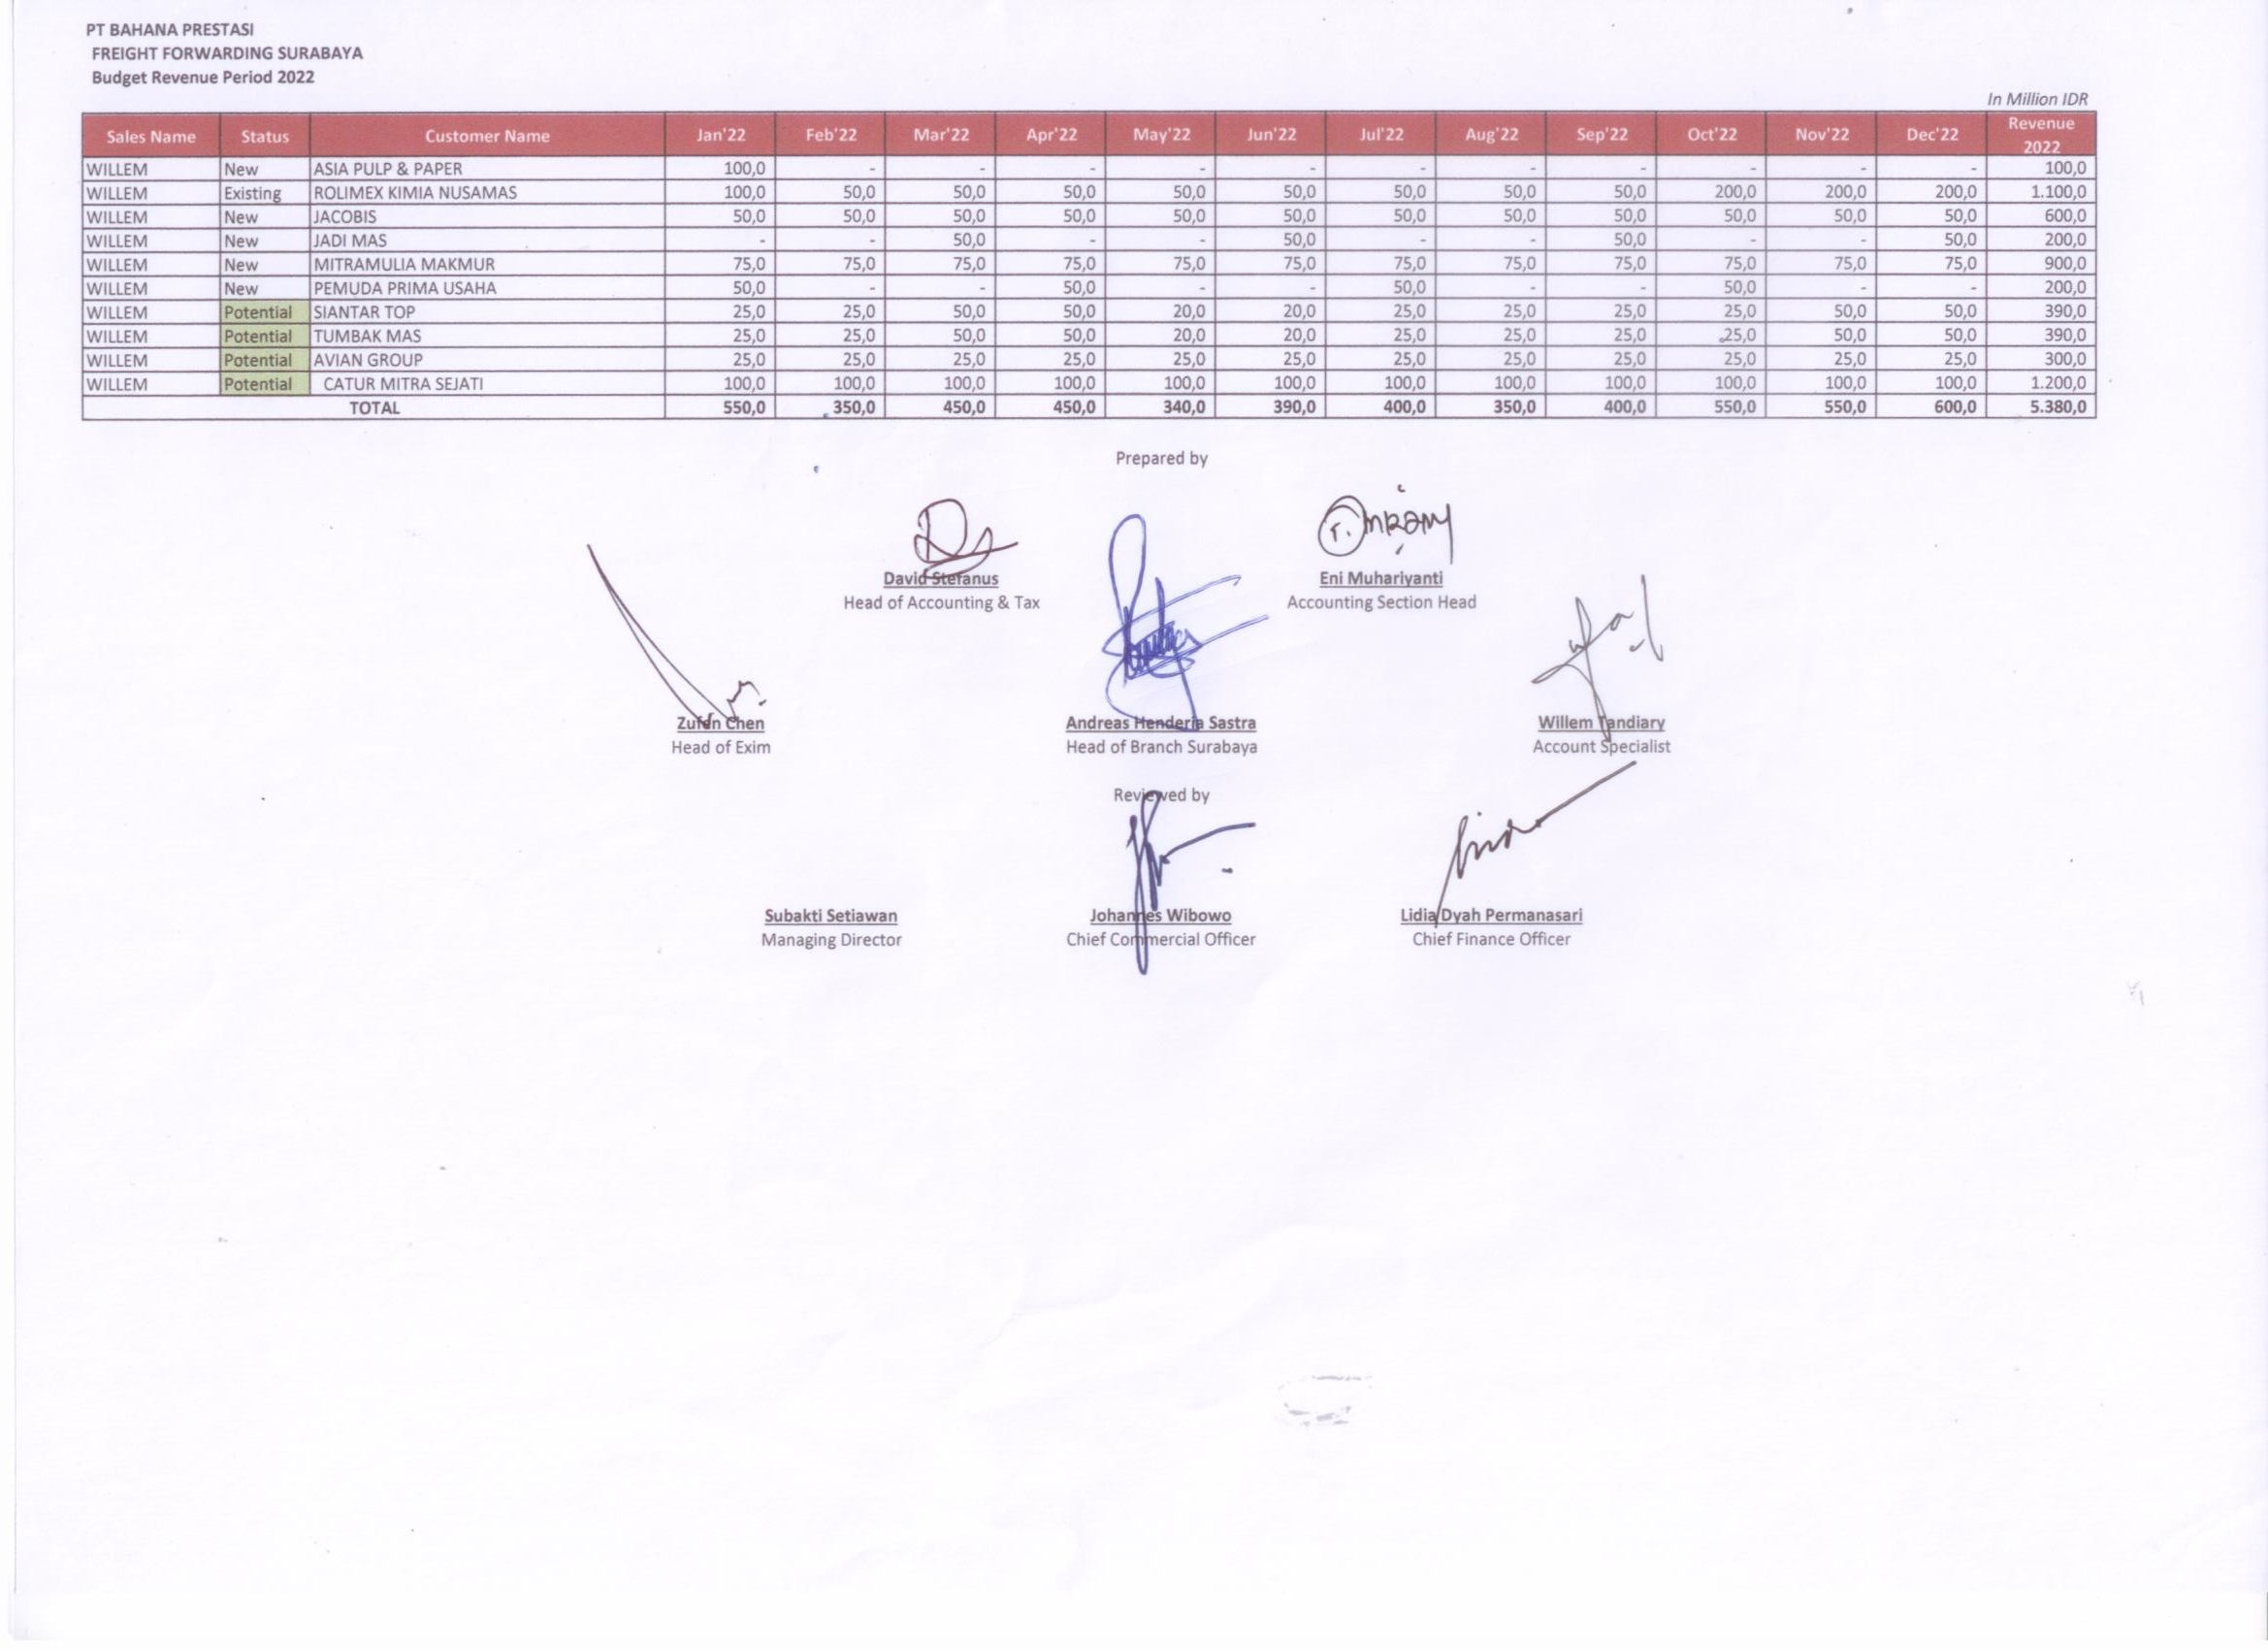 PT BAHANA PRESTASI
FREIGHT FORWARDING SURABAYA
Budget Revenue Period 2022
In Million IDR
Sales Name Status Customer Name Jan'22 Feb'22 Mar'22 Apr'22 May'22 Jun'22 Jul'22 Aug'22 Sep'22 Oct'22 Nov'22 Dec'22 Revenue 2022
WILLEM New ASIA PULP & PAPER 100,0 - - - - - - - - - - - 100,0
WILLEM Existing ROLIMEX KIMIA NUSAMAS 100,0 50,0 50,0 50,0 50,0 50,0 50,0 50,0 50,0 200,0 200,0 200,0 1.100,0
WILLEM New JACOBIS 50,0 50,0 50,0 50,0 50,0 50,0 50,0 50,0 50,0 50,0 50,0 50,0 600,0
WILLEM New JADI MAS - - 50,0 - - 50,0 - - 50,0 - - 50,0 200,0
WILLEM New MITRAMULIA MAKMUR 75,0 75,0 75,0 75,0 75,0 75,0 75,0 75,0 75,0 75,0 75,0 75,0 900,0
WILLEM New PEMUDA PRIMA USAHA 50,0 - - 50,0 - - 50,0 - - 50,0 - - 200,0
WILLEM Potential SIANTAR TOP 25,0 25,0 50,0 50,0 20,0 20,0 25,0 25,0 25,0 25,0 50,0 50,0 390,0
WILLEM Potential TUMBAK MAS 25,0 25,0 50,0 50,0 20,0 20,0 25,0 25,0 25,0 25,0 50,0 50,0 390,0
WILLEM Potential AVIAN GROUP 25,0 25,0 25,0 25,0 25,0 25,0 25,0 25,0 25,0 25,0 25,0 25,0 300,0
WILLEM Potential CATUR MITRA SEJATI 100,0 100,0 100,0 100,0 100,0 100,0 100,0 100,0 100,0 100,0 100,0 100,0 1.200,0
TOTAL 550,0 350,0 450,0 450,0 340,0 390,0 400,0 350,0 400,0 550,0 550,0 600,0 5.380,0
Prepared by
David Stefanus Eni Muhariyanti
Head of Accounting & Tax Accounting Section Head
Zufen Chen Andreas Henderia Sastra Willem Tandiary
Head of Exim Head of Branch Surabaya Account Specialist
Reviewed by
Subakti Setiawan Johannes Wibowo Lidia Dyah Permanasari
Managing Director Chief Commercial Officer Chief Finance Officer